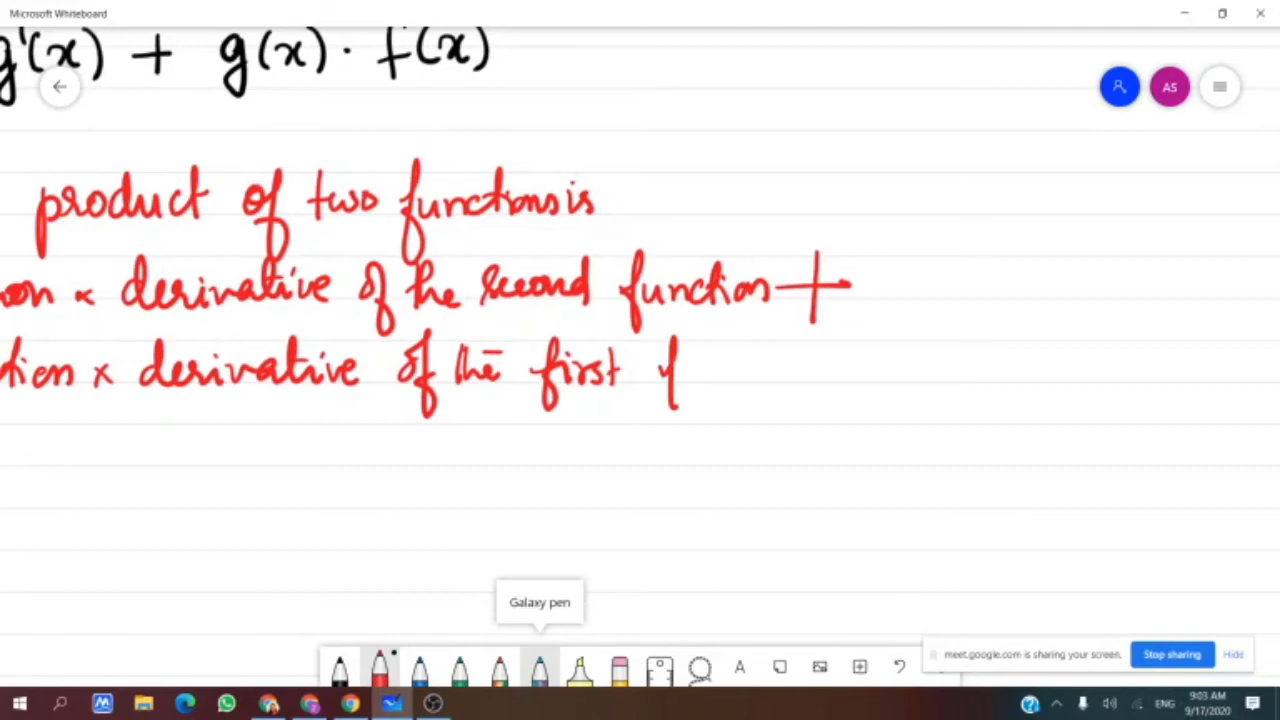 Microsoft Whiteboard
g'(x) + g(x) · f'(x)
AS
product of two functions is
× derivative of the second function +
tion × derivative of the first f
Galaxy pen
A
meet.google.com is sharing your screen.
Stop sharing
Hide
ENG
9:03 AM
9/17/2020